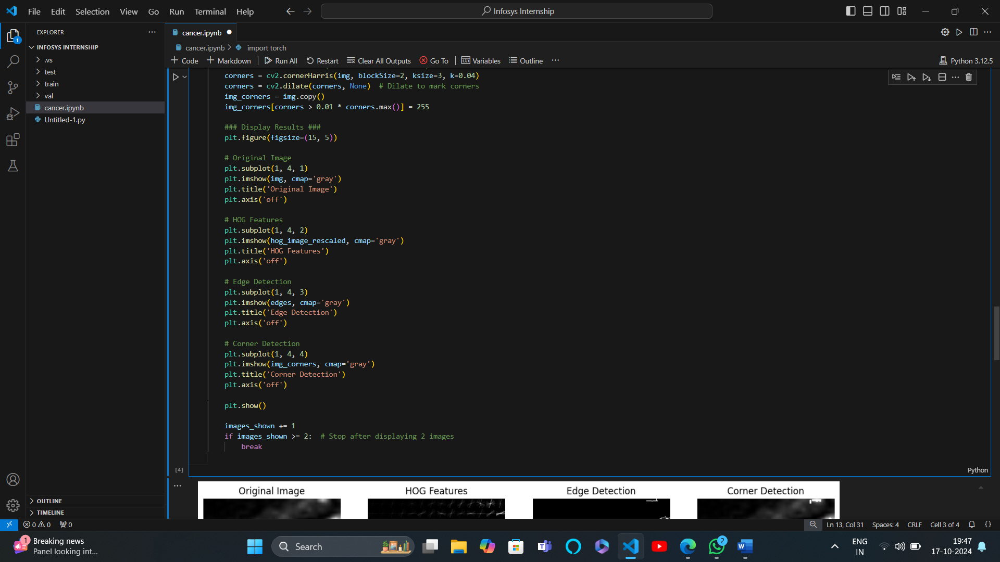 File Edit Selection View Go Run Terminal Help
Infosys Internship
EXPLORER
INFOSYS INTERNSHIP
.vs
test
train
val
cancer.ipynb
Untitled-1.py
OUTLINE
TIMELINE
cancer.ipynb
cancer.ipynb > import torch
+ Code + Markdown | Run All Restart Clear All Outputs Go To | Variables Outline ...
Python 3.12.5
corners = cv2.cornerHarris(img, blockSize=2, ksize=3, k=0.04)
corners = cv2.dilate(corners, None)  # Dilate to mark corners
img_corners = img.copy()
img_corners[corners > 0.01 * corners.max()] = 255
### Display Results ###
plt.figure(figsize=(15, 5))
# Original Image
plt.subplot(1, 4, 1)
plt.imshow(img, cmap='gray')
plt.title('Original Image')
plt.axis('off')
# HOG Features
plt.subplot(1, 4, 2)
plt.imshow(hog_image_rescaled, cmap='gray')
plt.title('HOG Features')
plt.axis('off')
# Edge Detection
plt.subplot(1, 4, 3)
plt.imshow(edges, cmap='gray')
plt.title('Edge Detection')
plt.axis('off')
# Corner Detection
plt.subplot(1, 4, 4)
plt.imshow(img_corners, cmap='gray')
plt.title('Corner Detection')
plt.axis('off')
plt.show()
images_shown += 1
if images_shown >= 2:  # Stop after displaying 2 images
break
[4]
Python
Original Image HOG Features Edge Detection Corner Detection
0 0 0
Ln 13, Col 31 Spaces: 4 CRLF Cell 3 of 4
1
Breaking news
Panel looking int...
Search
2
ENG
IN
19:47
17-10-2024